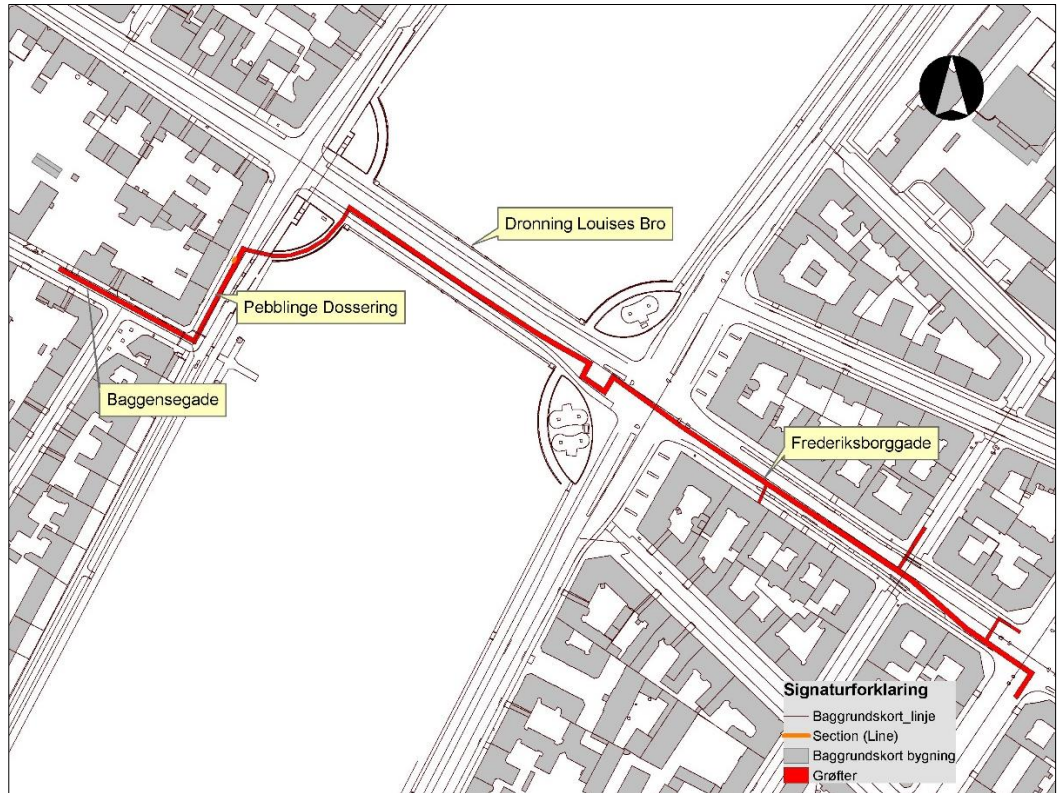 Dronning Louises Bro
Pebblinge Dossering
Baggensegade
Frederiksborggade
Signaturforklaring
Baggrundskort_linje
Section (Line)
Baggrundskort bygning
Grøfter